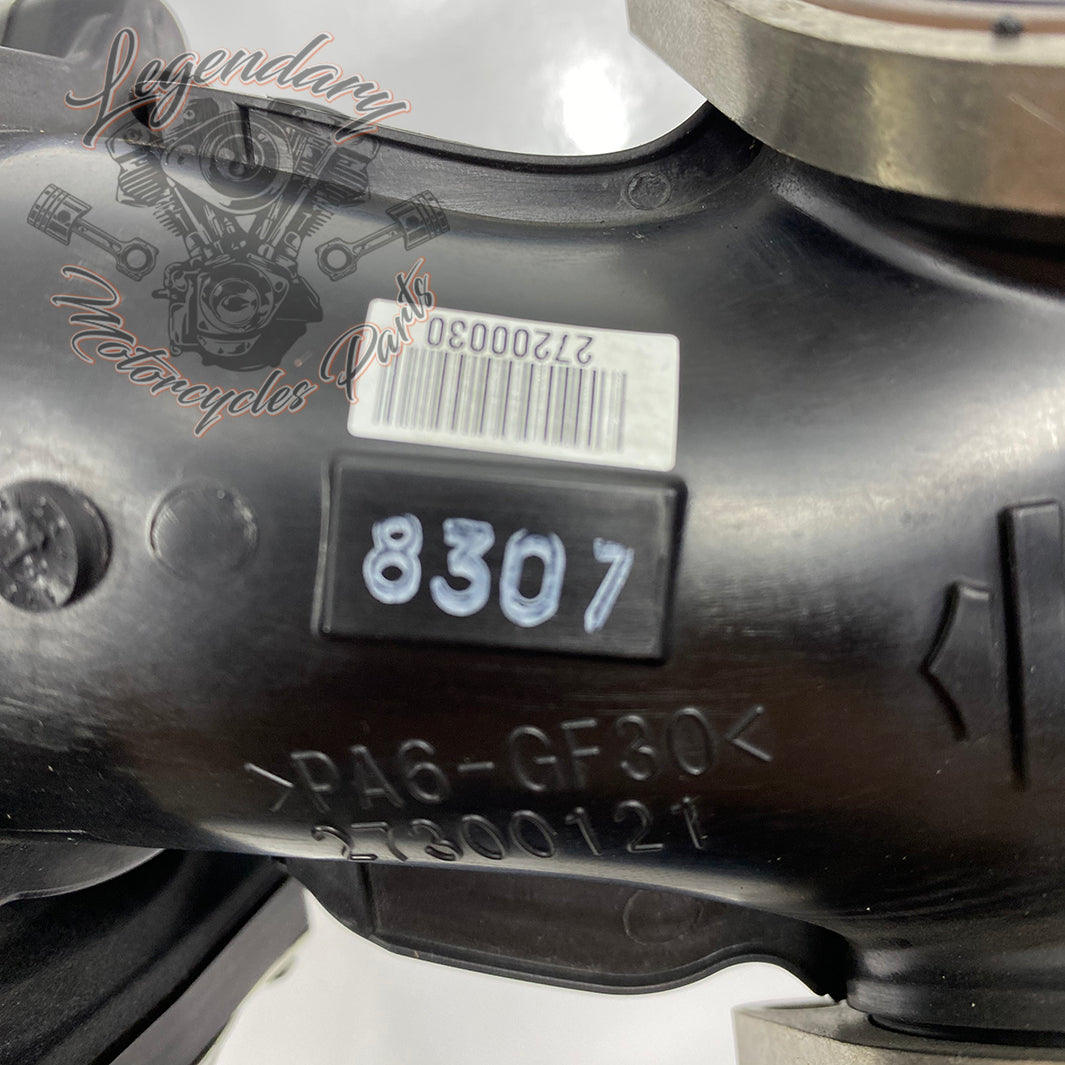 Legendary
Motorcycles Parts
27200030
8307
>PA6-GF30<
27300121